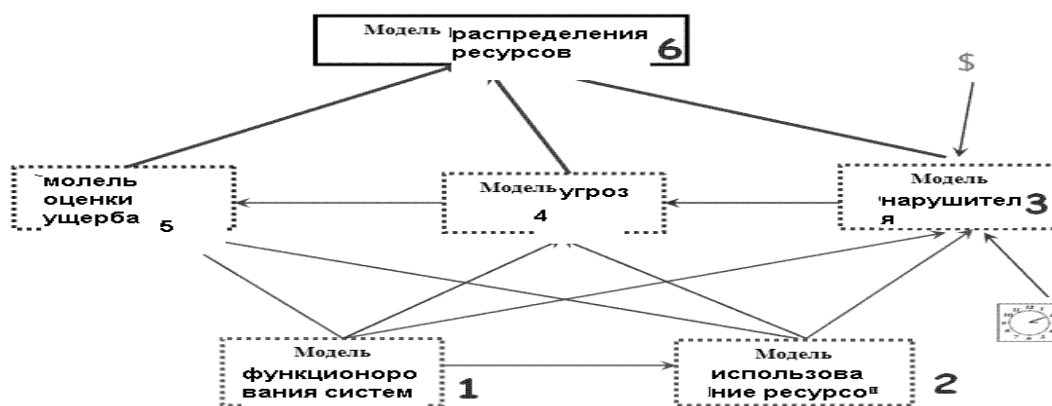 Модель распределения
ресурсов 6
$
молель
оценки
ущерба 5
Модель угроз
4
Модель
нарушител 3
я
Модель
функционоро
вания систем 1
Модель
использова
ние ресурсов 2